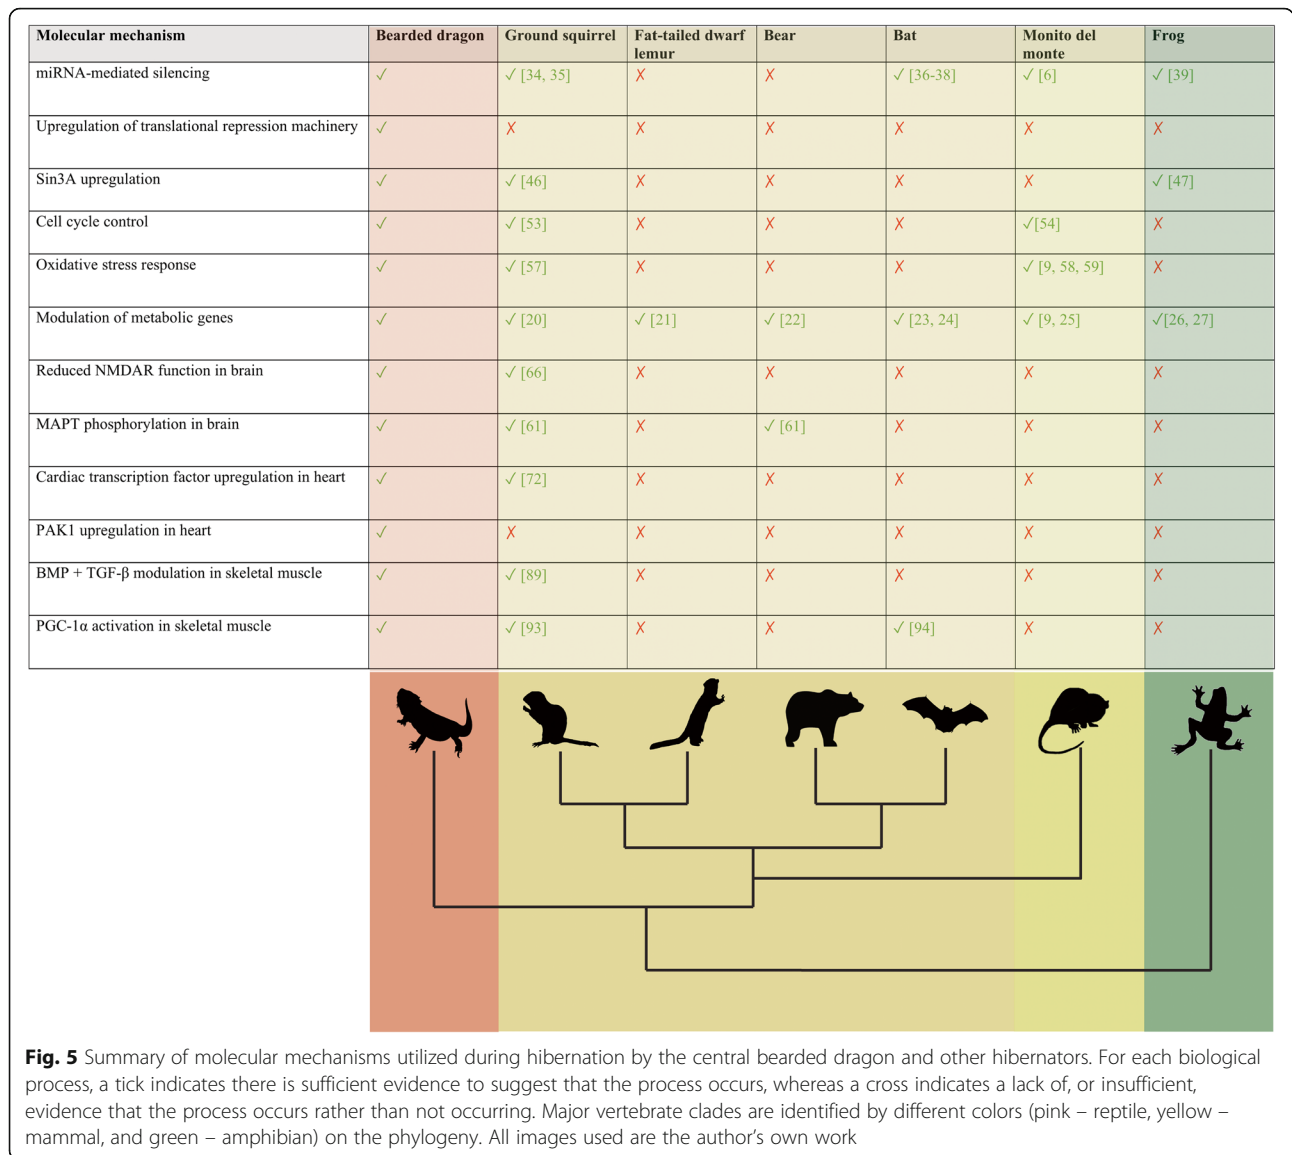 Molecular mechanism Bearded dragon Ground squirrel Fat-tailed dwarf lemur Bear Bat Monito del monte Frog
miRNA-mediated silencing ✓ ✓ [34, 35] ✗ ✗ ✓ [36-38] ✓ [6] ✓ [39]
Upregulation of translational repression machinery ✓ ✗ ✗ ✗ ✗ ✗ ✗
Sin3A upregulation ✓ ✓ [46] ✗ ✗ ✗ ✗ ✓ [47]
Cell cycle control ✓ ✓ [53] ✗ ✗ ✗ ✓[54] ✗
Oxidative stress response ✓ ✓ [57] ✗ ✗ ✗ ✓ [9, 58, 59] ✗
Modulation of metabolic genes ✓ ✓ [20] ✓ [21] ✓ [22] ✓ [23, 24] ✓ [9, 25] ✓[26, 27]
Reduced NMDAR function in brain ✓ ✓ [66] ✗ ✗ ✗ ✗ ✗
MAPT phosphorylation in brain ✓ ✓ [61] ✗ ✓ [61] ✗ ✗ ✗
Cardiac transcription factor upregulation in heart ✓ ✓ [72] ✗ ✗ ✗ ✗ ✗
PAK1 upregulation in heart ✓ ✗ ✗ ✗ ✗ ✗ ✗
BMP + TGF-β modulation in skeletal muscle ✓ ✓ [89] ✗ ✗ ✗ ✗ ✗
PGC-1α activation in skeletal muscle ✓ ✓ [93] ✗ ✗ ✓ [94] ✗ ✗
Fig. 5 Summary of molecular mechanisms utilized during hibernation by the central bearded dragon and other hibernators. For each biological
process, a tick indicates there is sufficient evidence to suggest that the process occurs, whereas a cross indicates a lack of, or insufficient,
evidence that the process occurs rather than not occurring. Major vertebrate clades are identified by different colors (pink – reptile, yellow –
mammal, and green – amphibian) on the phylogeny. All images used are the author's own work